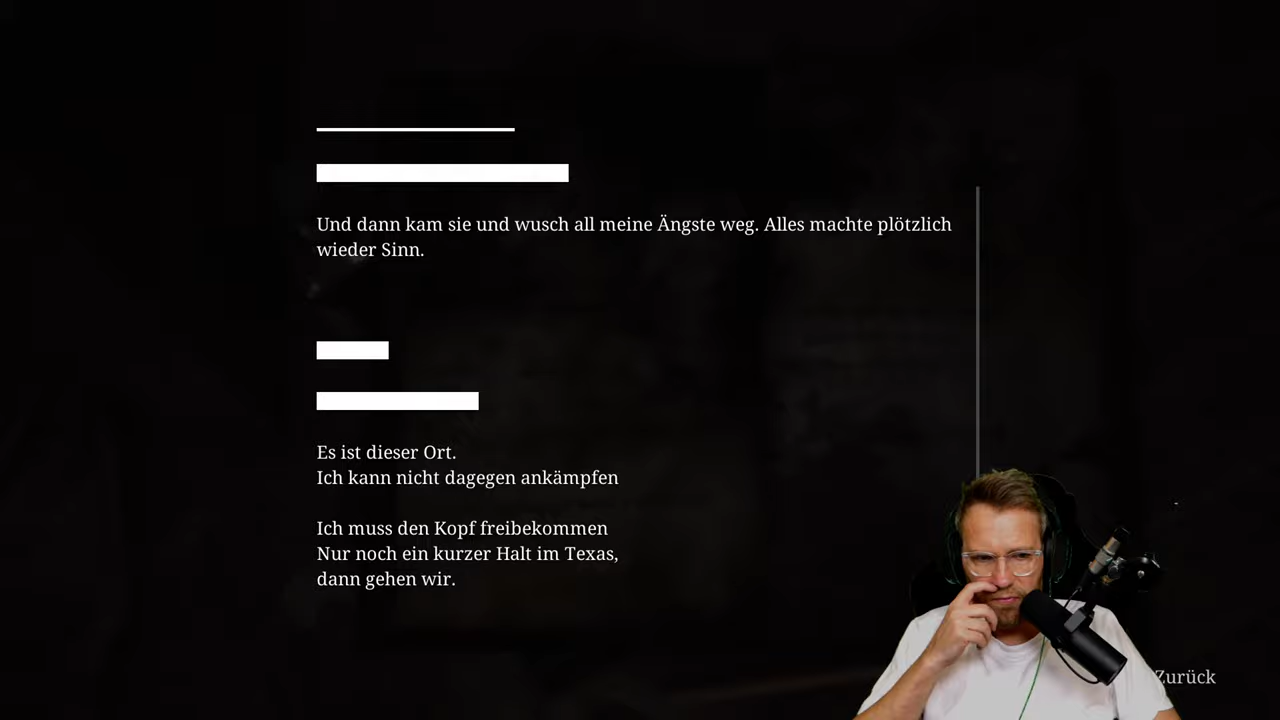 Und dann kam sie und wusch all meine Ängste weg. Alles machte plötzlich
wieder Sinn.
Es ist dieser Ort.
Ich kann nicht dagegen ankämpfen
Ich muss den Kopf freibekommen
Nur noch ein kurzer Halt im Texas,
dann gehen wir.
Zurück